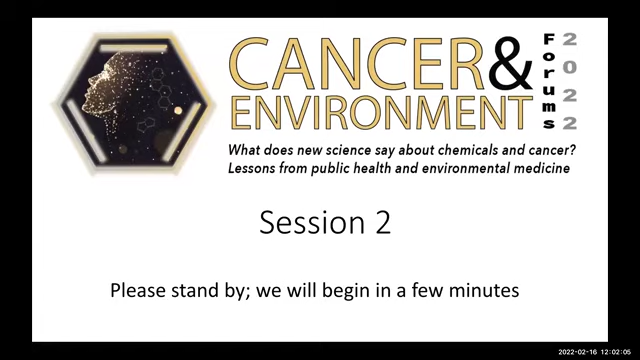 CANCER&
ENVIRONMENT
Forums
2022
What does new science say about chemicals and cancer?
Lessons from public health and environmental medicine
Session 2
Please stand by; we will begin in a few minutes
2022-02-16 12:02:05